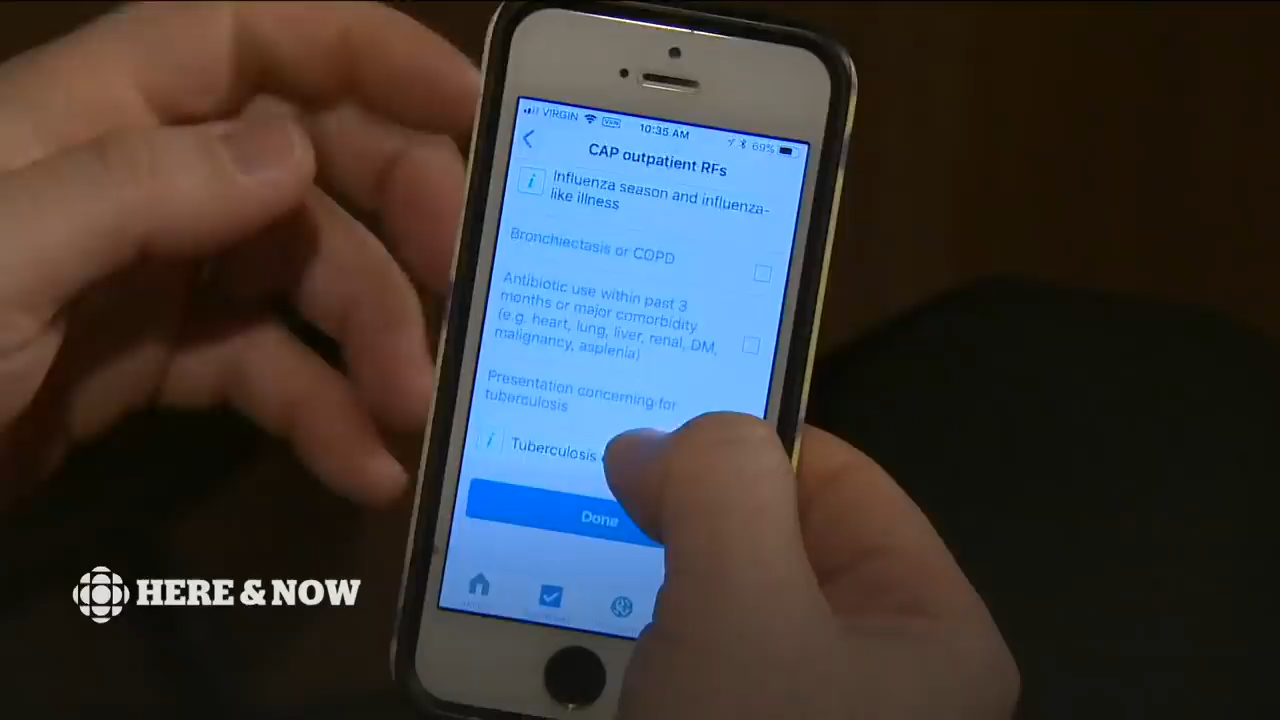 VIRGIN
VPN
10:35 AM
69%
CAP outpatient RFs
i
Influenza season and influenza-
like illness
Bronchiectasis or COPD
Antibiotic use within past 3
months or major comorbidity
(e.g. heart, lung, liver, renal, DM,
malignancy, asplenia)
Presentation concerning for
tuberculosis
i
Tuberculosis
Done
HERE & NOW